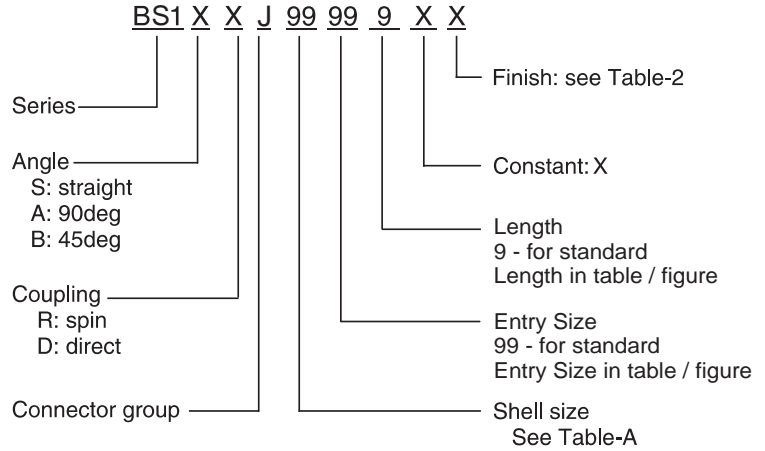 BS1 X X J 99 99 9 X X
Series
Angle
S: straight
A: 90deg
B: 45deg
Coupling
R: spin
D: direct
Connector group
Finish: see Table-2
Constant: X
Length
9 - for standard
Length in table / figure
Entry Size
99 - for standard
Entry Size in table / figure
Shell size
See Table-A